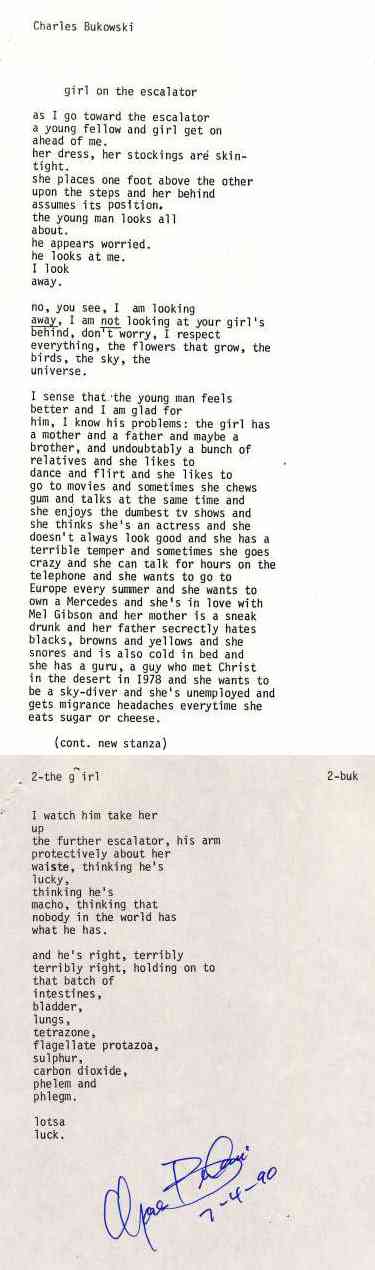 Charles Bukowski
girl on the escalator
as I go toward the escalator
a young fellow and girl get on
ahead of me.
her dress, her stockings are skin-
tight.
she places one foot above the other
upon the steps and her behind
assumes its position.
the young man looks all
about.
he appears worried.
he looks at me.
I look
away.
no, you see, I am looking
away, I am not looking at your girl's
behind, don't worry, I respect
everything, the flowers that grow, the
birds, the sky, the
universe.
I sense that the young man feels
better and I am glad for
him, I know his problems: the girl has
a mother and a father and maybe a
brother, and undoubtably a bunch of
relatives and she likes to
dance and flirt and she likes to
go to movies and sometimes she chews
gum and talks at the same time and
she enjoys the dumbest tv shows and
she thinks she's an actress and she
doesn't always look good and she has a
terrible temper and sometimes she goes
crazy and she can talk for hours on the
telephone and she wants to go to
Europe every summer and she wants to
own a Mercedes and she's in love with
Mel Gibson and her mother is a sneak
drunk and her father secrectly hates
blacks, browns and yellows and she
snores and is also cold in bed and
she has a guru, a guy who met Christ
in the desert in 1978 and she wants to
be a sky-diver and she's unemployed and
gets migrance headaches everytime she
eats sugar or cheese.
(cont. new stanza)
2-the girl 2-buk
I watch him take her
up
the further escalator, his arm
protectively about her
waiste, thinking he's
lucky,
thinking he's
macho, thinking that
nobody in the world has
what he has.
and he's right, terribly
terribly right, holding on to
that batch of
intestines,
bladder,
lungs,
tetrazone,
flagellate protazoa,
sulphur,
carbon dioxide,
phelem and
phlegm.
lotsa
luck.
7-4-90